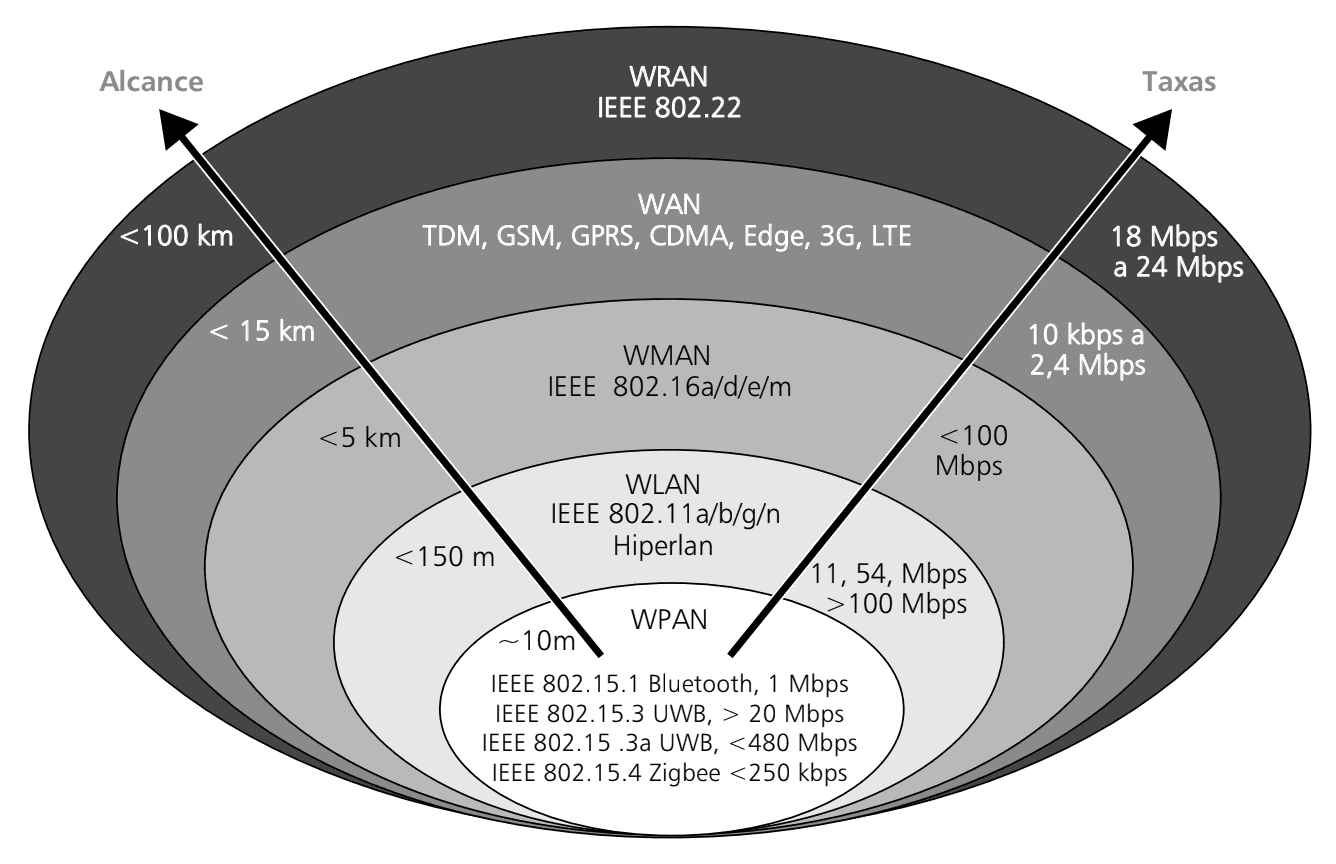 Alcance
Taxas
WRAN
IEEE 802.22
<100 km
18 Mbps
a 24 Mbps
WAN
TDM, GSM, GPRS, CDMA, Edge, 3G, LTE
< 15 km
10 kbps a
2,4 Mbps
WMAN
IEEE 802.16a/d/e/m
<5 km
<100
Mbps
WLAN
IEEE 802.11a/b/g/n
Hiperlan
<150 m
11, 54, Mbps
>100 Mbps
WPAN
~10m
IEEE 802.15.1 Bluetooth, 1 Mbps
IEEE 802.15.3 UWB, > 20 Mbps
IEEE 802.15 .3a UWB, <480 Mbps
IEEE 802.15.4 Zigbee <250 kbps